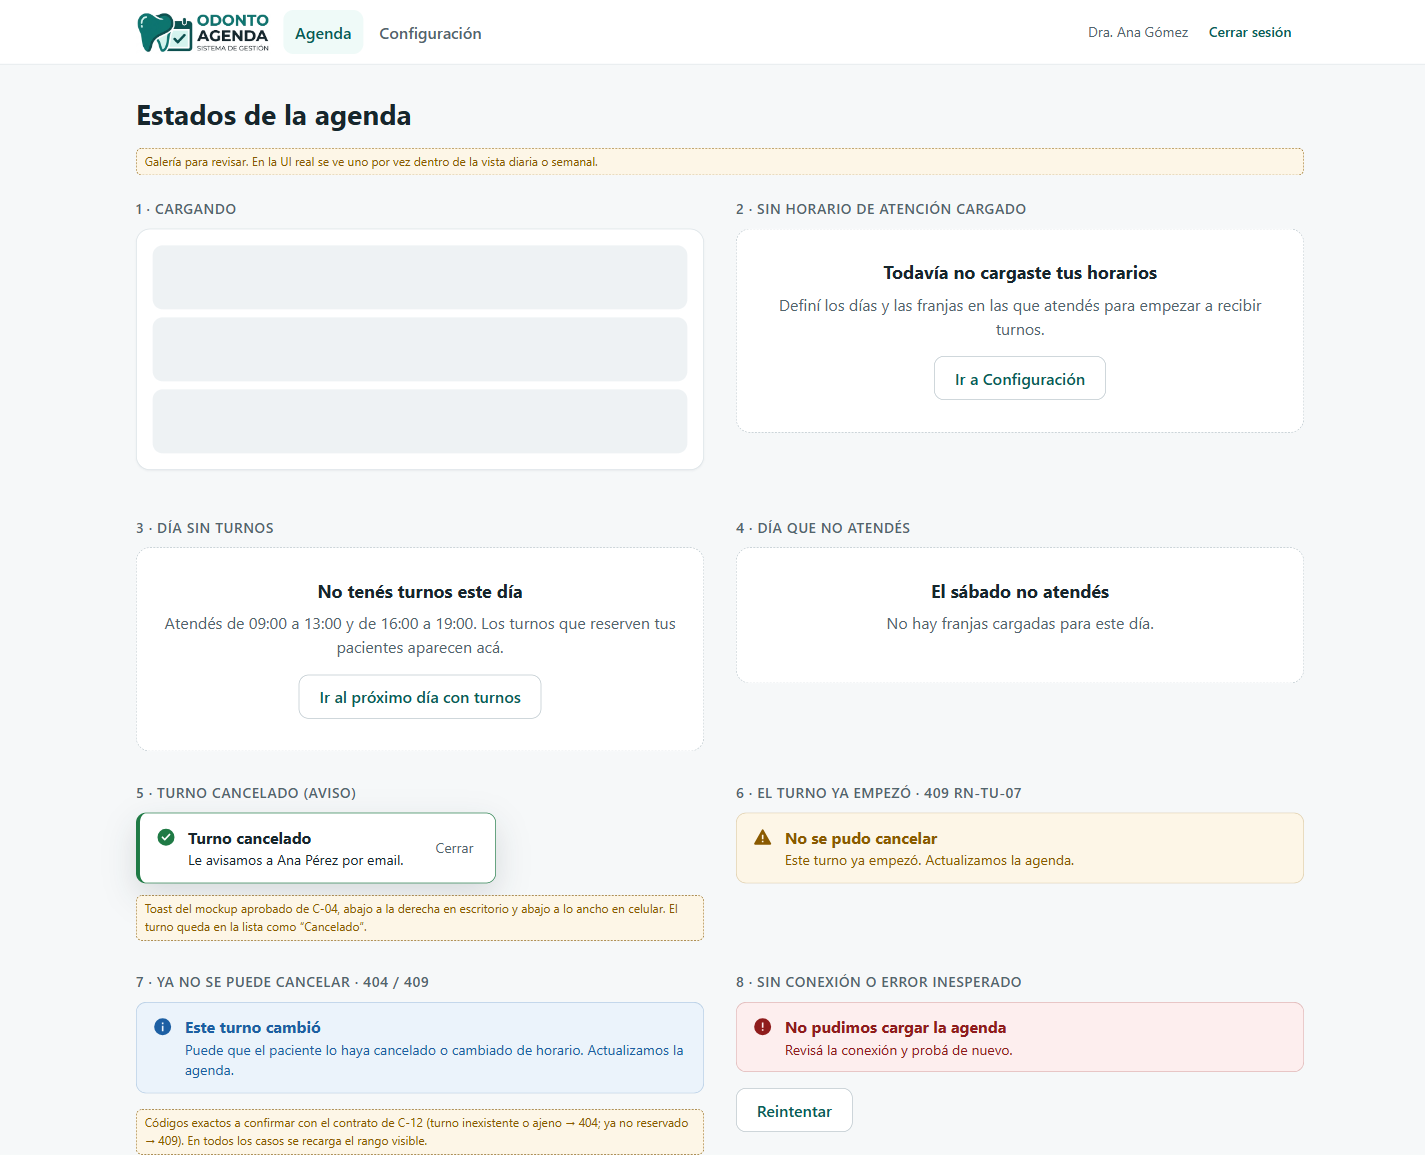 ODONTO
AGENDA
SISTEMA DE GESTIÓN
Agenda
Configuración
Dra. Ana Gómez
Cerrar sesión
Estados de la agenda
Galería para revisar. En la UI real se ve uno por vez dentro de la vista diaria o semanal.
1 · CARGANDO
2 · SIN HORARIO DE ATENCIÓN CARGADO
Todavía no cargaste tus horarios
Definí los días y las franjas en las que atendés para empezar a recibir
turnos.
Ir a Configuración
3 · DÍA SIN TURNOS
No tenés turnos este día
Atendés de 09:00 a 13:00 y de 16:00 a 19:00. Los turnos que reserven tus
pacientes aparecen acá.
Ir al próximo día con turnos
4 · DÍA QUE NO ATENDÉS
El sábado no atendés
No hay franjas cargadas para este día.
5 · TURNO CANCELADO (AVISO)
Turno cancelado
Le avisamos a Ana Pérez por email.
Cerrar
Toast del mockup aprobado de C-04, abajo a la derecha en escritorio y abajo a lo ancho en celular. El
turno queda en la lista como “Cancelado”.
6 · EL TURNO YA EMPEZÓ · 409 RN-TU-07
No se pudo cancelar
Este turno ya empezó. Actualizamos la agenda.
7 · YA NO SE PUEDE CANCELAR · 404 / 409
Este turno cambió
Puede que el paciente lo haya cancelado o cambiado de horario. Actualizamos la
agenda.
Códigos exactos a confirmar con el contrato de C-12 (turno inexistente o ajeno → 404; ya no reservado
→ 409). En todos los casos se recarga el rango visible.
8 · SIN CONEXIÓN O ERROR INESPERADO
No pudimos cargar la agenda
Revisá la conexión y probá de nuevo.
Reintentar